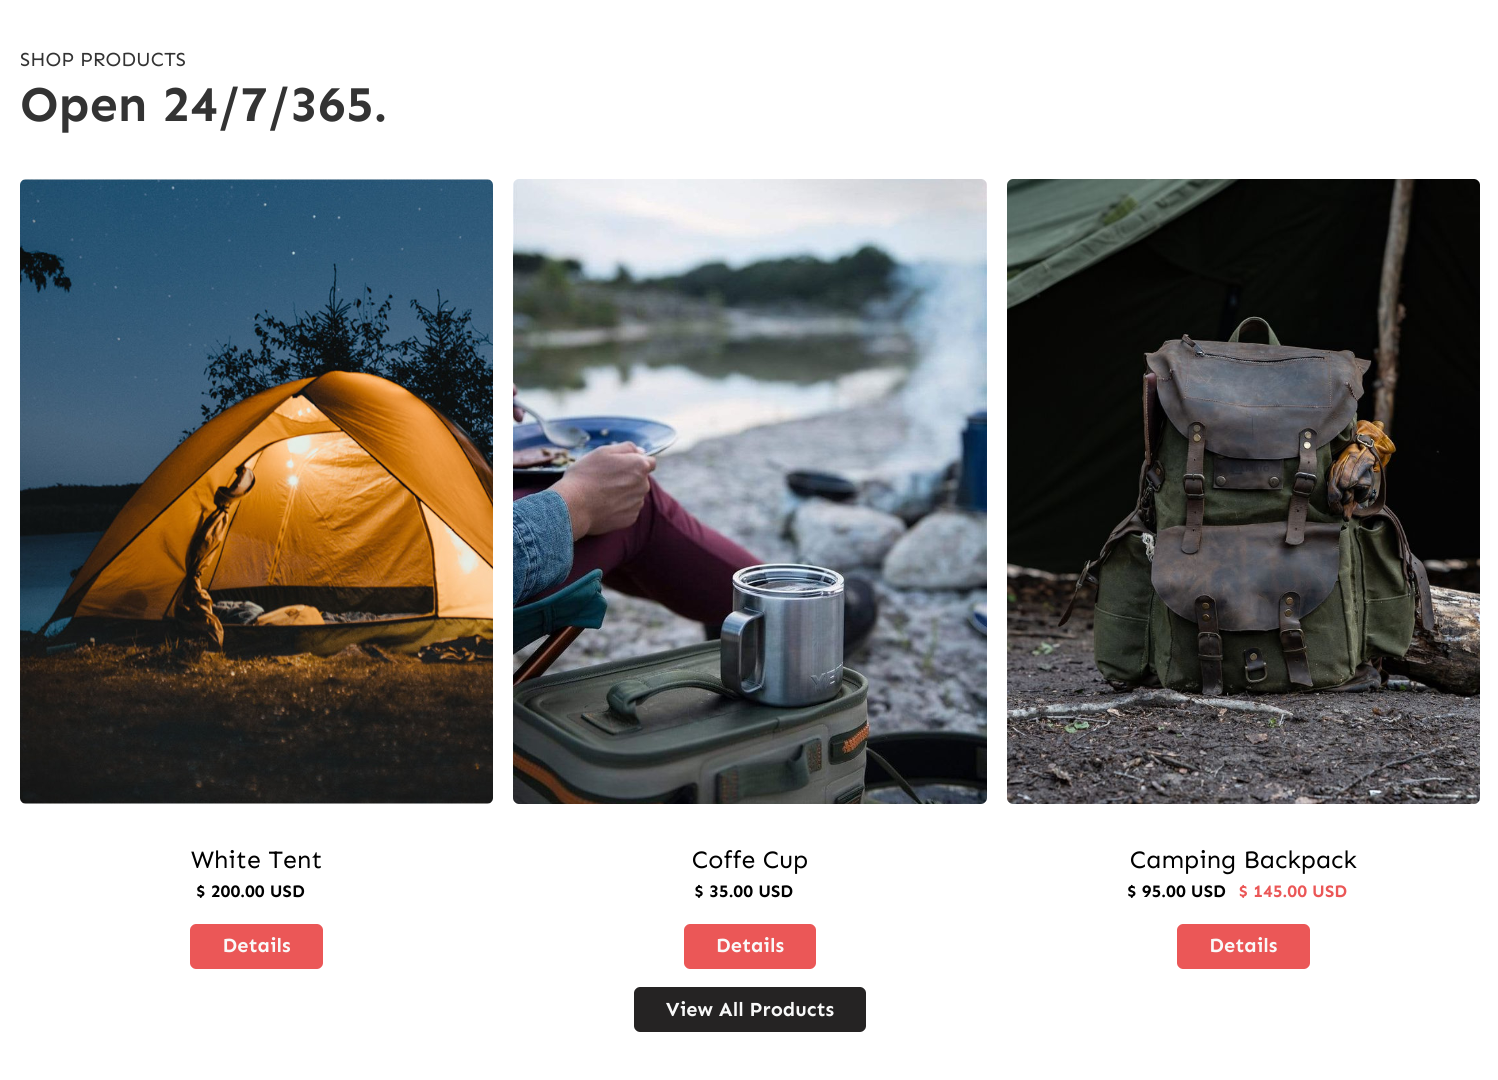 SHOP PRODUCTS
Open 24/7/365.
White Tent
$ 200.00 USD
Details
Coffe Cup
$ 35.00 USD
Details
Camping Backpack
$ 95.00 USD $ 145.00 USD
Details
View All Products